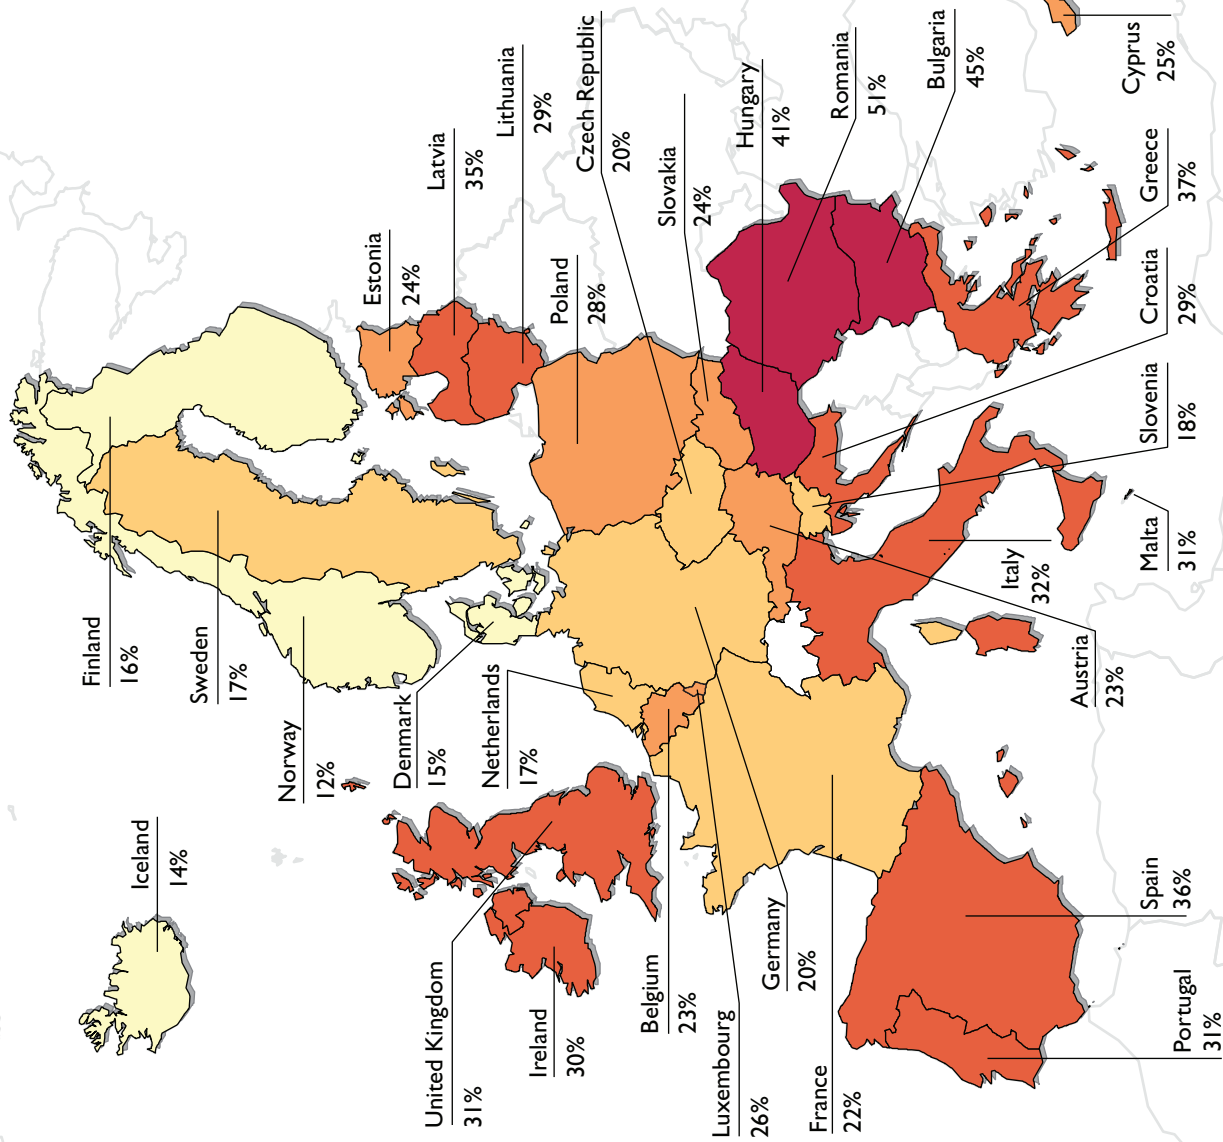 Iceland
14%
Norway
12%
Sweden
17%
Finland
16%
Estonia
24%
Latvia
35%
Lithuania
29%
Denmark
15%
Netherlands
17%
United Kingdom
31%
Ireland
30%
Belgium
23%
Luxembourg
26%
Germany
20%
France
22%
Poland
28%
Czech Republic
20%
Slovakia
24%
Hungary
41%
Romania
51%
Bulgaria
45%
Cyprus
25%
Greece
37%
Croatia
29%
Slovenia
18%
Malta
31%
Italy
32%
Austria
23%
Spain
36%
Portugal
31%